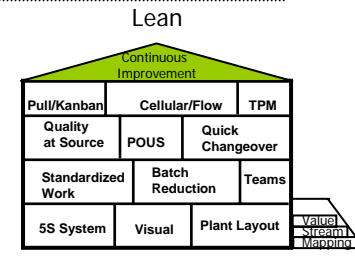 Lean
Continuous
Improvement
Pull/Kanban Cellular/Flow TPM
Quality
at Source
POUS
Quick
Changeover
Standardized
Work
Batch
Reduction
Teams
5S System Visual Plant Layout
Value
Stream
Mapping